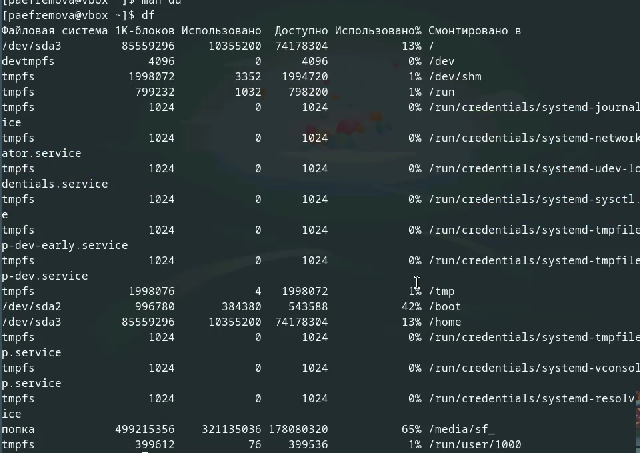 [paefremova@vbox ~]$ man du
[paefremova@vbox ~]$ df
Файловая система 1K-блоков Использовано Доступно Использовано% Смонтировано в
/dev/sda3 85559296 10355200 74178304 13% /
devtmpfs 4096 0 4096 0% /dev
tmpfs 1998072 3352 1994720 1% /dev/shm
tmpfs 799232 1032 798200 1% /run
tmpfs 1024 0 1024 0% /run/credentials/systemd-journal
ice
tmpfs 1024 0 1024 0% /run/credentials/systemd-network
ator.service
tmpfs 1024 0 1024 0% /run/credentials/systemd-udev-lo
dentials.service
tmpfs 1024 0 1024 0% /run/credentials/systemd-sysctl.
e
tmpfs 1024 0 1024 0% /run/credentials/systemd-tmpfile
p-dev-early.service
tmpfs 1024 0 1024 0% /run/credentials/systemd-tmpfile
p-dev.service
tmpfs 1998076 4 1998072 1% /tmp
/dev/sda2 996780 384380 543588 42% /boot
/dev/sda3 85559296 10355200 74178304 13% /home
tmpfs 1024 0 1024 0% /run/credentials/systemd-tmpfile
p.service
tmpfs 1024 0 1024 0% /run/credentials/systemd-vconsol
p.service
tmpfs 1024 0 1024 0% /run/credentials/systemd-resolv
ice
попка 499215356 321135036 178080320 65% /media/sf_
tmpfs 399612 76 399536 1% /run/user/1000